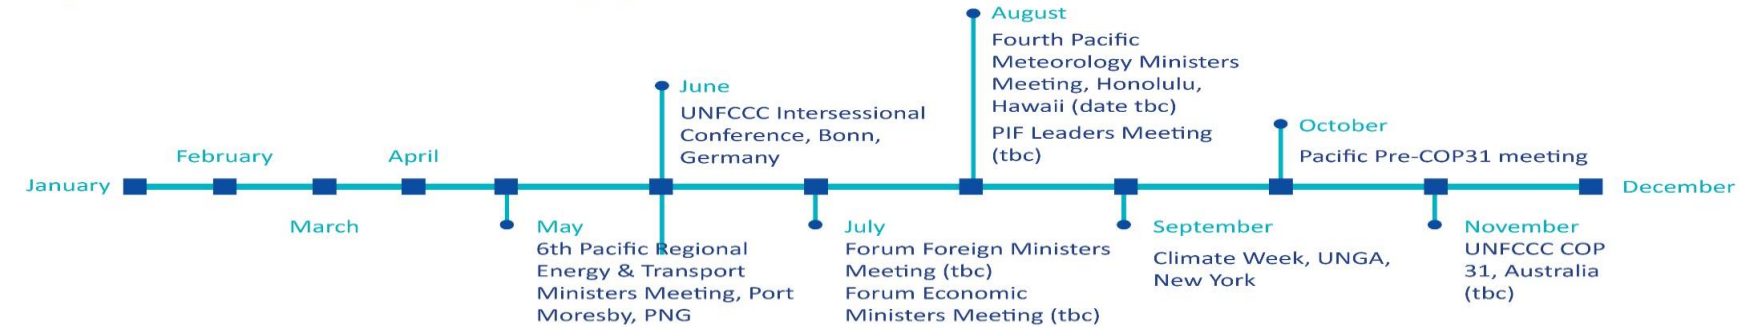 January
February
March
April
May
6th Pacific Regional
Energy & Transport
Ministers Meeting, Port
Moresby, PNG
June
UNFCCC Intersessional
Conference, Bonn,
Germany
July
Forum Foreign Ministers
Meeting (tbc)
Forum Economic
Ministers Meeting (tbc)
August
Fourth Pacific
Meteorology Ministers
Meeting, Honolulu,
Hawaii (date tbc)
PIF Leaders Meeting
(tbc)
September
Climate Week, UNGA,
New York
October
Pacific Pre-COP31 meeting
November
UNFCCC COP
31, Australia
(tbc)
December